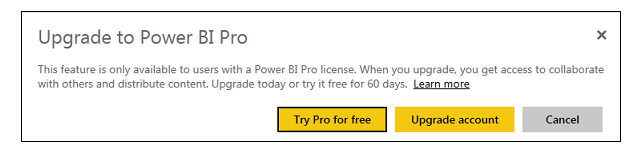 Upgrade to Power BI Pro
This feature is only available to users with a Power BI Pro license. When you upgrade, you get access to collaborate
with others and distribute content. Upgrade today or try it free for 60 days. Learn more
Try Pro for free Upgrade account Cancel